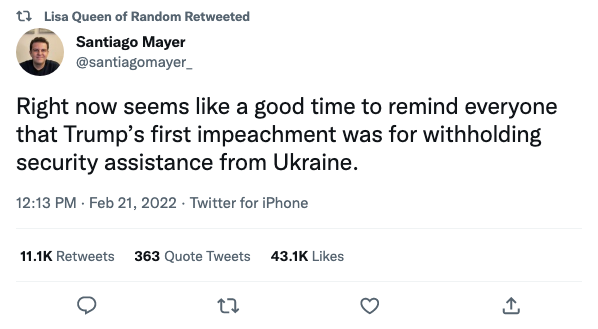 Lisa Queen of Random Retweeted
Santiago Mayer
@santiagomayer_
Right now seems like a good time to remind everyone
that Trump’s first impeachment was for withholding
security assistance from Ukraine.
12:13 PM · Feb 21, 2022 · Twitter for iPhone
11.1K Retweets 363 Quote Tweets 43.1K Likes